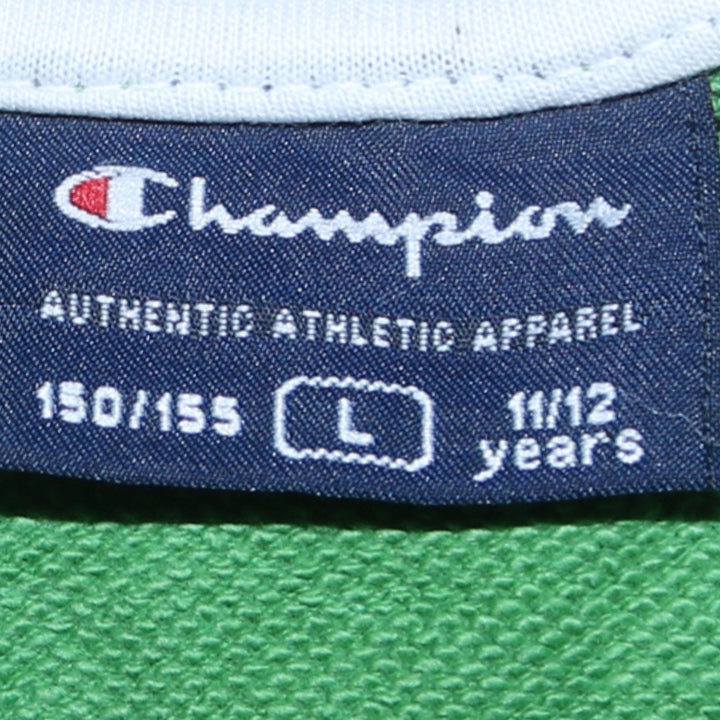 Champion
AUTHENTIC ATHLETIC APPAREL
150/155 L 11/12
years